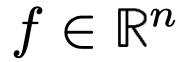 f ∈ ℝⁿ